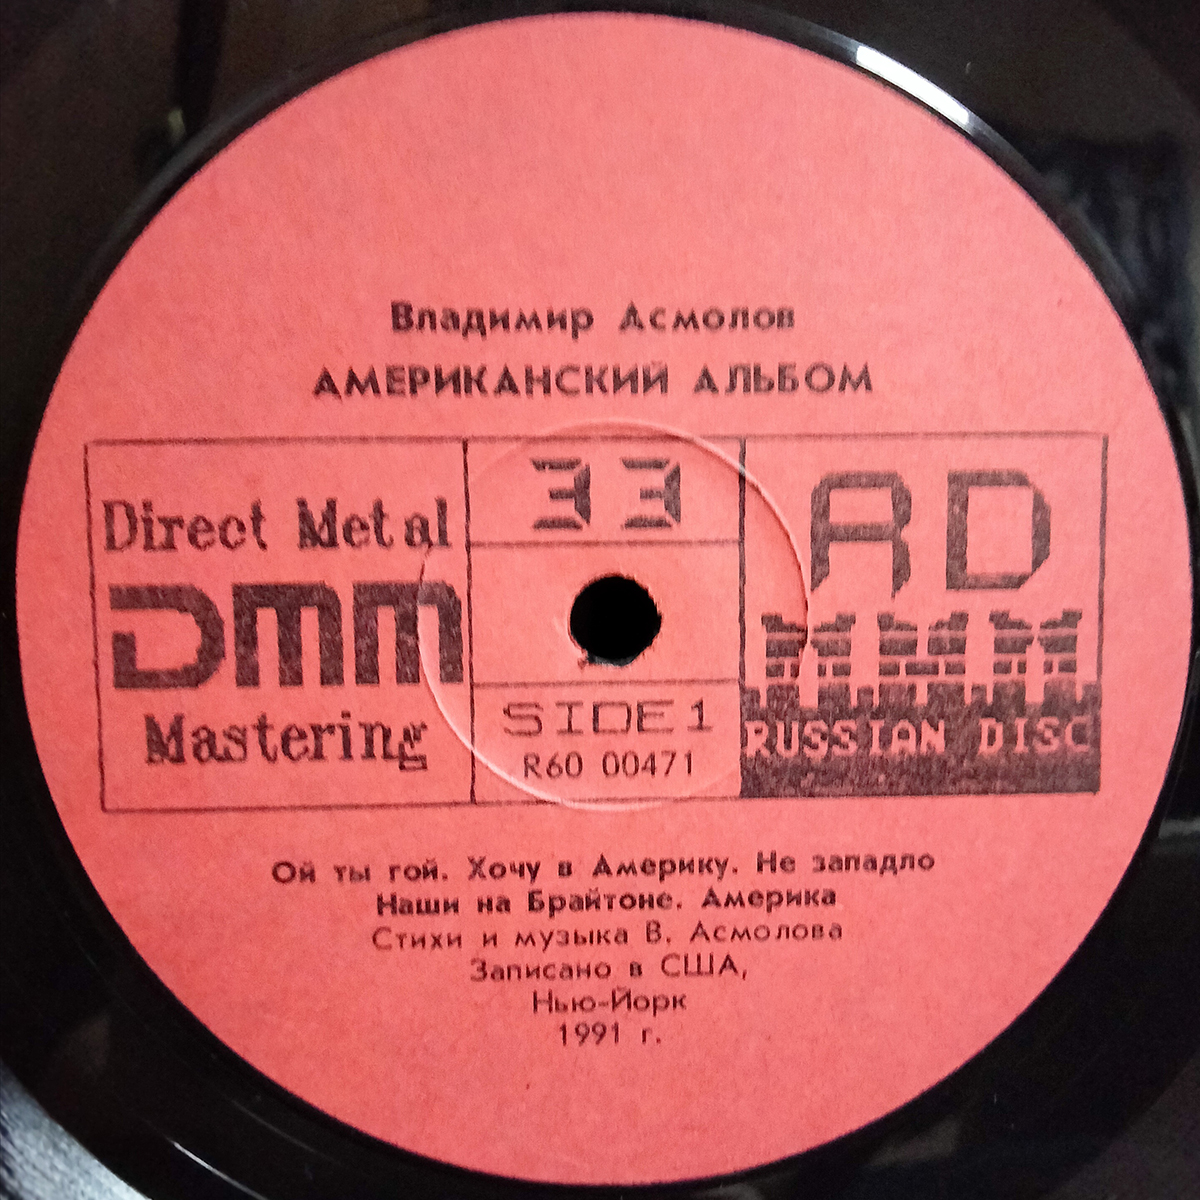 Владимир Асмолов
АМЕРИКАНСКИЙ АЛЬБОМ
Direct Metal
DMM
Mastering
33
SIDE 1
R60 00471
RD
RUSSIAN DISC
Ой ты гой. Хочу в Америку. Не западло
Наши на Брайтоне. Америка
Стихи и музыка В. Асмолова
Записано в США,
Нью-Йорк
1991 г.